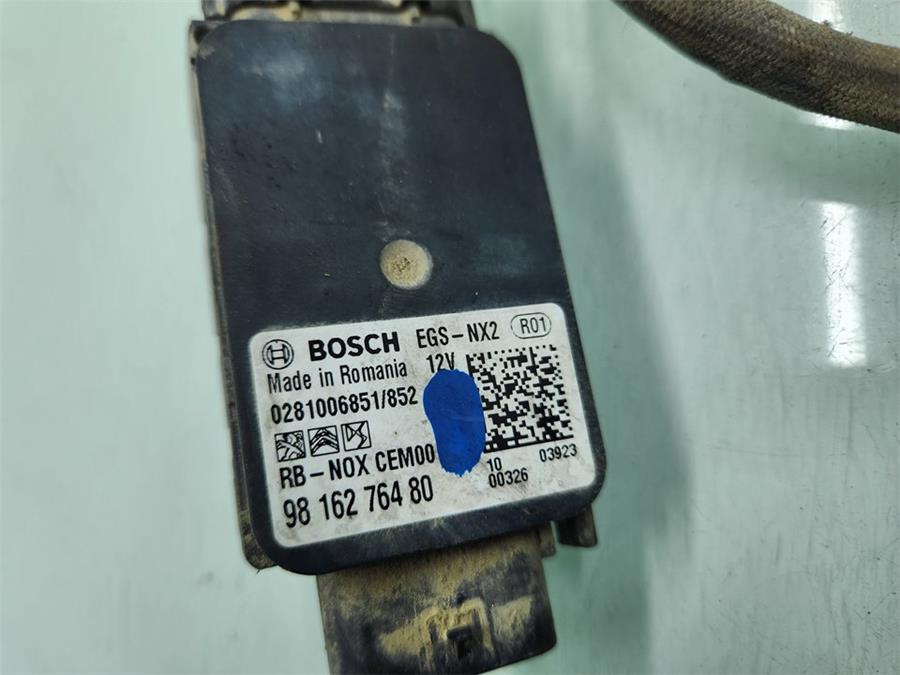 BOSCH EGS-NX2 R01
Made in Romania 12V
0281006851/852
RB-NOX CEM00
10 03923
00326
98 162 764 80